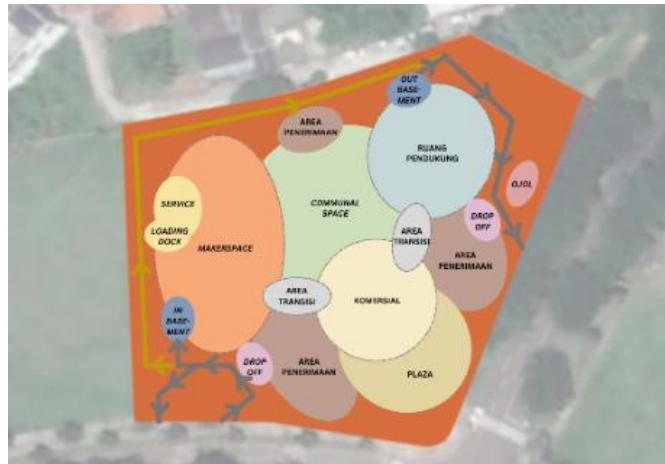 OUT
BASE-
MENT
AREA
PENERIMAAN
RUANG
PENDUKUNG
OJOL
SERVICE
COMMUNAL
SPACE
DROP
OFF
LOADING
DOCK
MAKERSPACE
AREA
TRANSISI
AREA
PENERIMAAN
AREA
TRANSISI
KOMERSIAL
IN
BASE-
MENT
DROP
OFF
AREA
PENERIMAAN
PLAZA